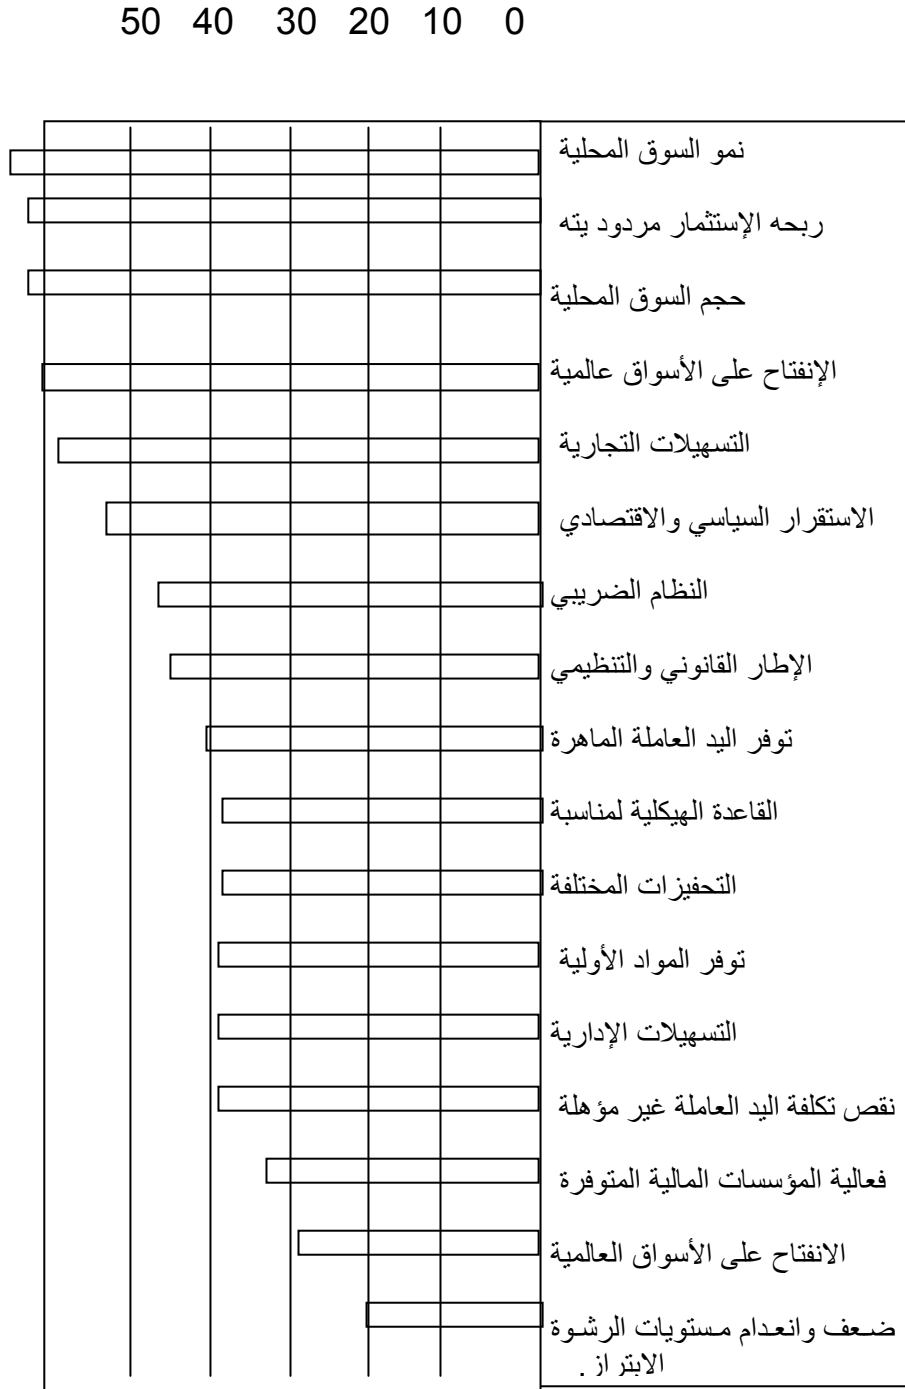 50 40 30 20 10 0
نمو السوق المحلية
ربحه الإستثمار مردود يته
حجم السوق المحلية
الإنفتاح على الأسواق عالمية
التسهيلات التجارية
الاستقرار السياسي والاقتصادي
النظام الضريبي
الإطار القانوني والتنظيمي
توفر اليد العاملة الماهرة
القاعدة الهيكلية لمناسبة
التحفيزات المختلفة
توفر المواد الأولية
التسهيلات الإدارية
نقص تكلفة اليد العاملة غير مؤهلة
فعالية المؤسسات المالية المتوفرة
الانفتاح على الأسواق العالمية
ضعف وانعدام مستويات الرشوة
الابتراز.